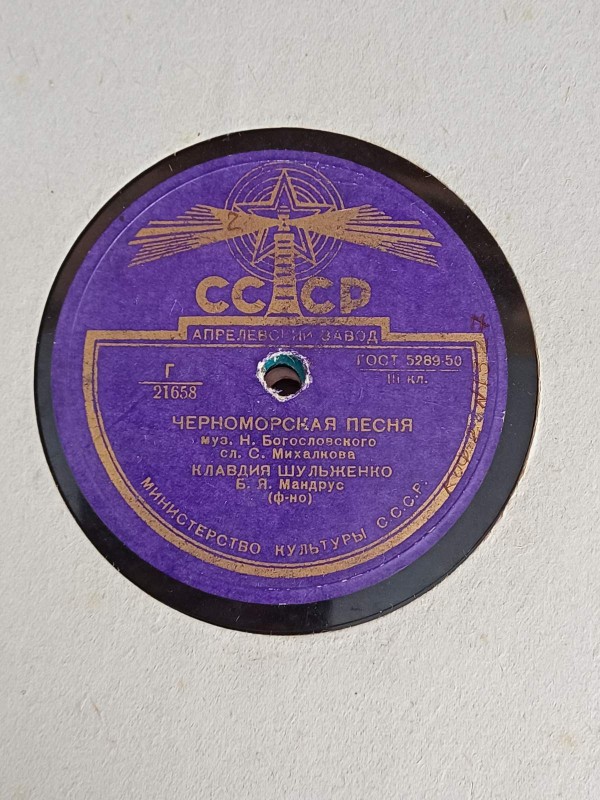 2
СССР
АПРЕЛЕВСКИЙ ЗАВОД
Г
21658
ГОСТ 5289-50
III кл.
ЧЕРНОМОРСКАЯ ПЕСНЯ
муз. Н. Богословского
сл. С. Михалкова
КЛАВДИЯ ШУЛЬЖЕНКО
Б. Я. Мандрус
(ф-но)
МИНИСТЕРСТВО КУЛЬТУРЫ С.С.С.Р.